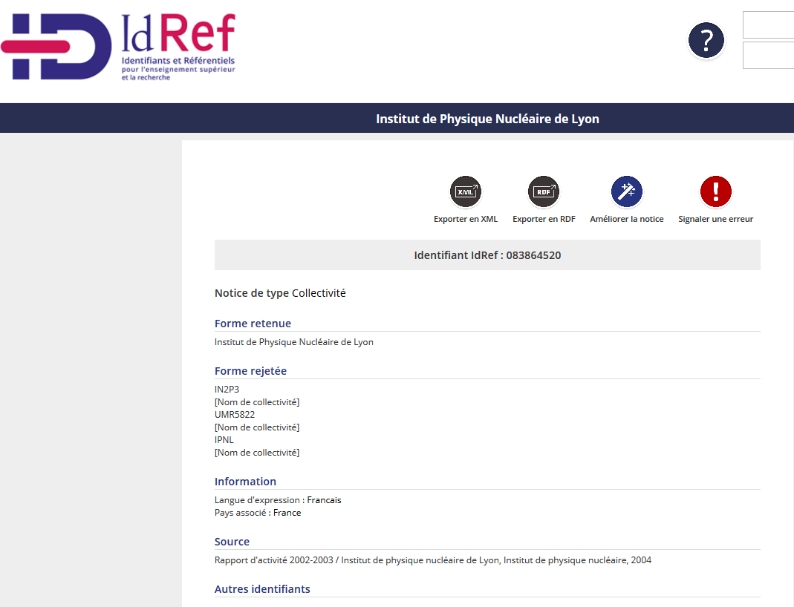 IdRef
Identifiants et Référentiels
pour l'enseignement supérieur
et la recherche
?
Institut de Physique Nucléaire de Lyon
XML
RDF
!
Exporter en XML
Exporter en RDF
Améliorer la notice
Signaler une erreur
Identifiant IdRef : 083864520
Notice de type Collectivité
Forme retenue
Institut de Physique Nucléaire de Lyon
Forme rejetée
IN2P3
[Nom de collectivité]
UMR5822
[Nom de collectivité]
IPNL
[Nom de collectivité]
Information
Langue d'expression : Francais
Pays associé : France
Source
Rapport d'activité 2002-2003 / Institut de physique nucléaire de Lyon, Institut de physique nucléaire, 2004
Autres identifiants